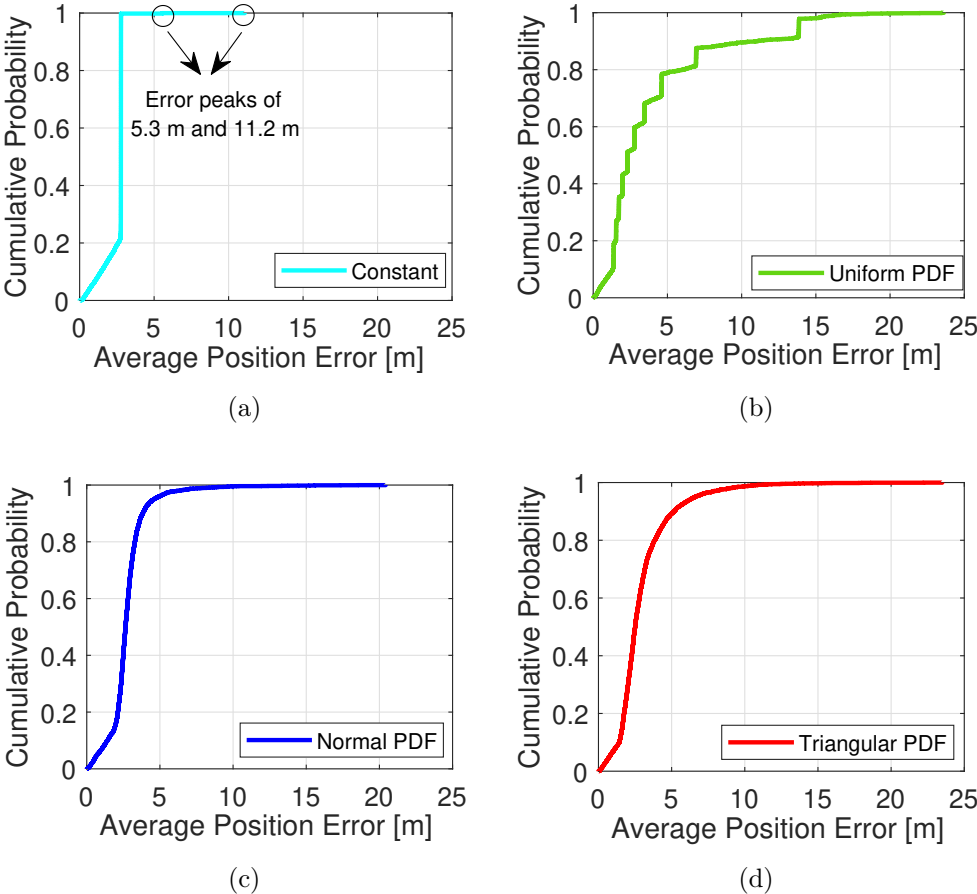 1
0.8
0.6
0.4
0.2
0
Cumulative Probability
Error peaks of
5.3 m and 11.2 m
Constant
0 5 10 15 20 25
Average Position Error [m]
(a)
1
0.8
0.6
0.4
0.2
0
Cumulative Probability
Uniform PDF
0 5 10 15 20 25
Average Position Error [m]
(b)
1
0.8
0.6
0.4
0.2
0
Cumulative Probability
Normal PDF
0 5 10 15 20 25
Average Position Error [m]
(c)
1
0.8
0.6
0.4
0.2
0
Cumulative Probability
Triangular PDF
0 5 10 15 20 25
Average Position Error [m]
(d)